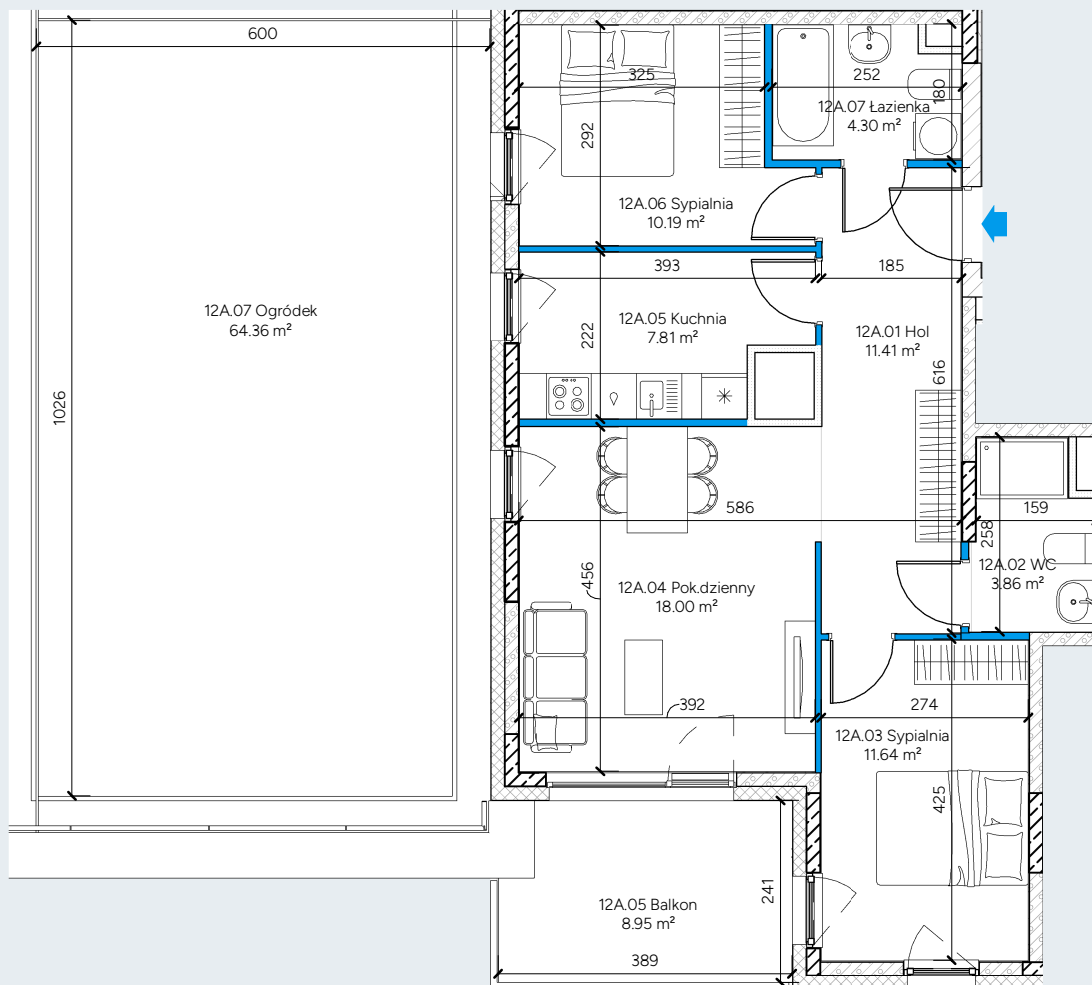 600
325
252
180
12A.07 Łazienka
4.30 m²
292
12A.06 Sypialnia
10.19 m²
393
185
12A.07 Ogródek
64.36 m²
12A.05 Kuchnia
7.81 m²
222
12A.01 Hol
11.41 m²
616
1026
586
159
258
12A.02 WC
3.86 m²
456
12A.04 Pok.dzienny
18.00 m²
392
274
12A.03 Sypialnia
11.64 m²
425
241
12A.05 Balkon
8.95 m²
389